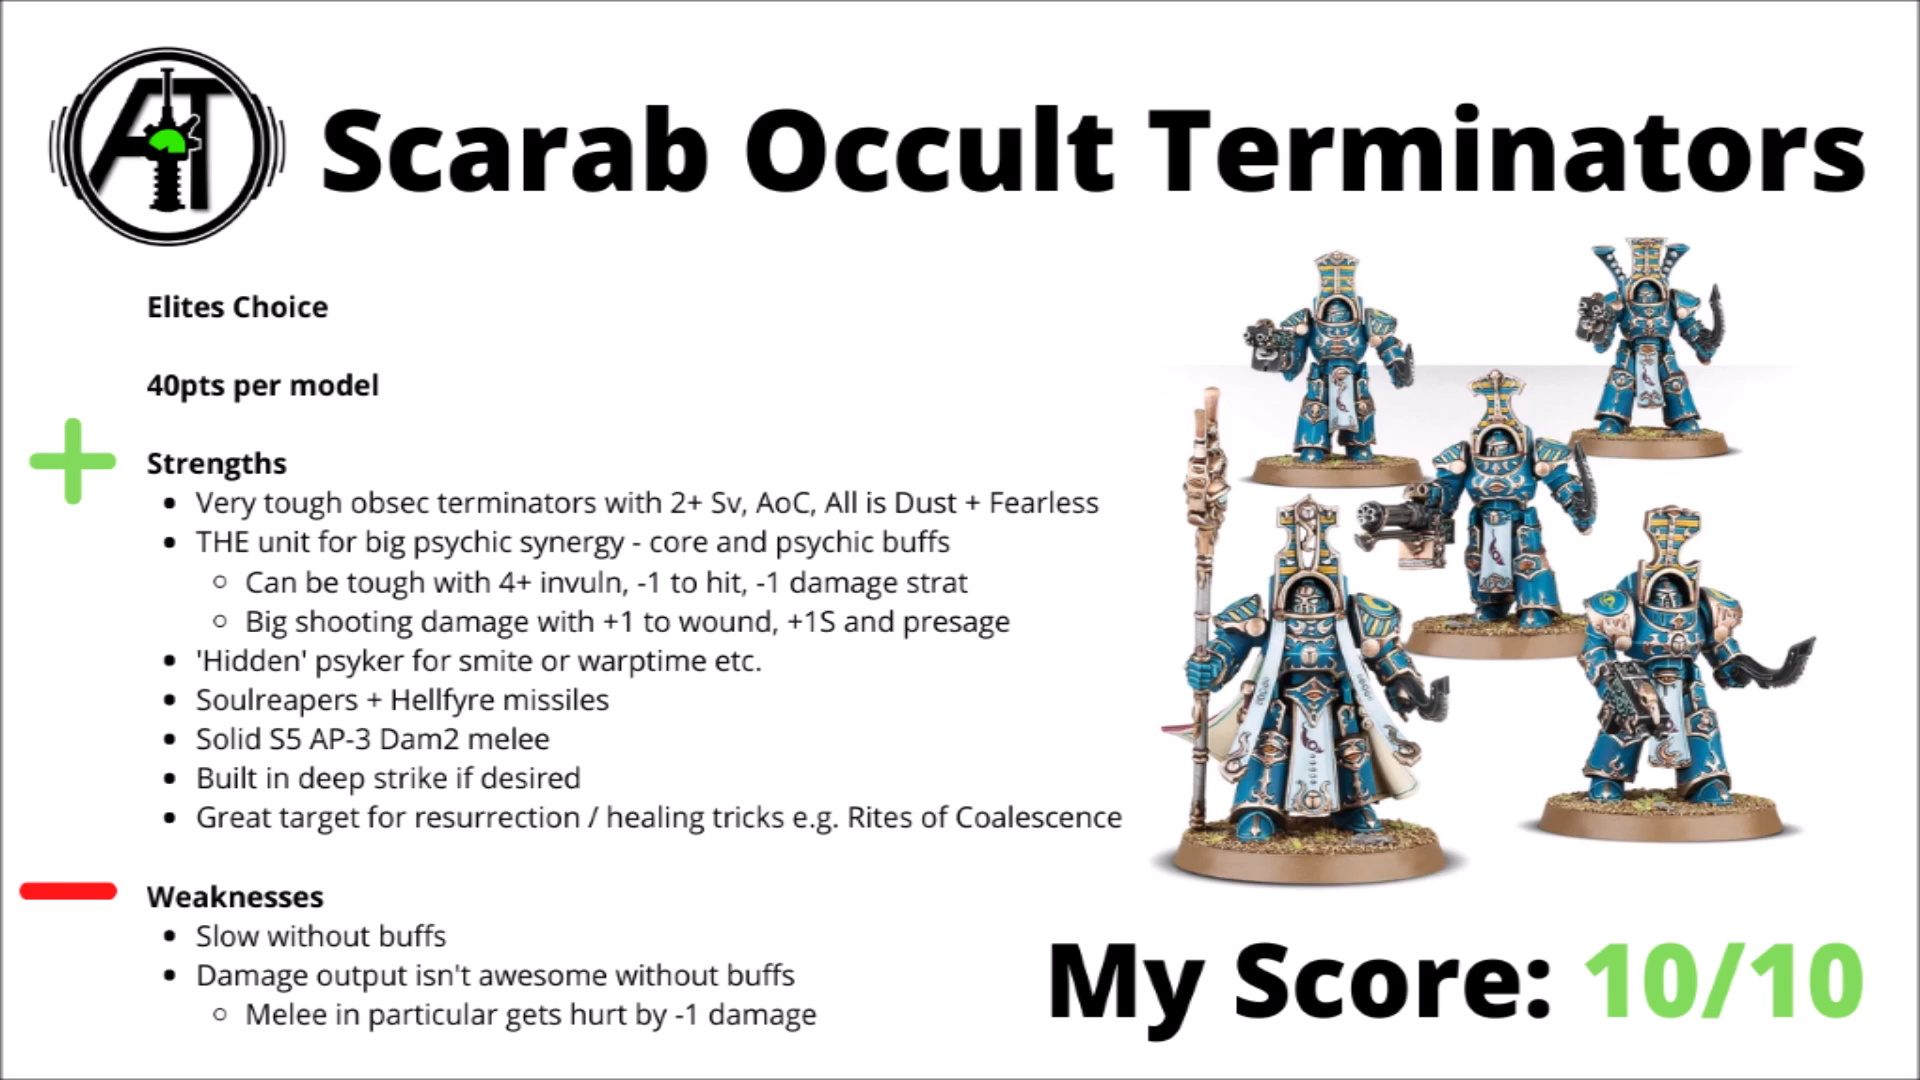 AT
Scarab Occult Terminators
Elites Choice
40pts per model
Strengths
Very tough obsec terminators with 2+ Sv, AoC, All is Dust + Fearless
THE unit for big psychic synergy - core and psychic buffs
Can be tough with 4+ invuln, -1 to hit, -1 damage strat
Big shooting damage with +1 to wound, +1S and presage
'Hidden' psyker for smite or warptime etc.
Soulreapers + Hellfyre missiles
Solid S5 AP-3 Dam2 melee
Built in deep strike if desired
Great target for resurrection / healing tricks e.g. Rites of Coalescence
Weaknesses
Slow without buffs
Damage output isn't awesome without buffs
Melee in particular gets hurt by -1 damage
My Score: 10/10